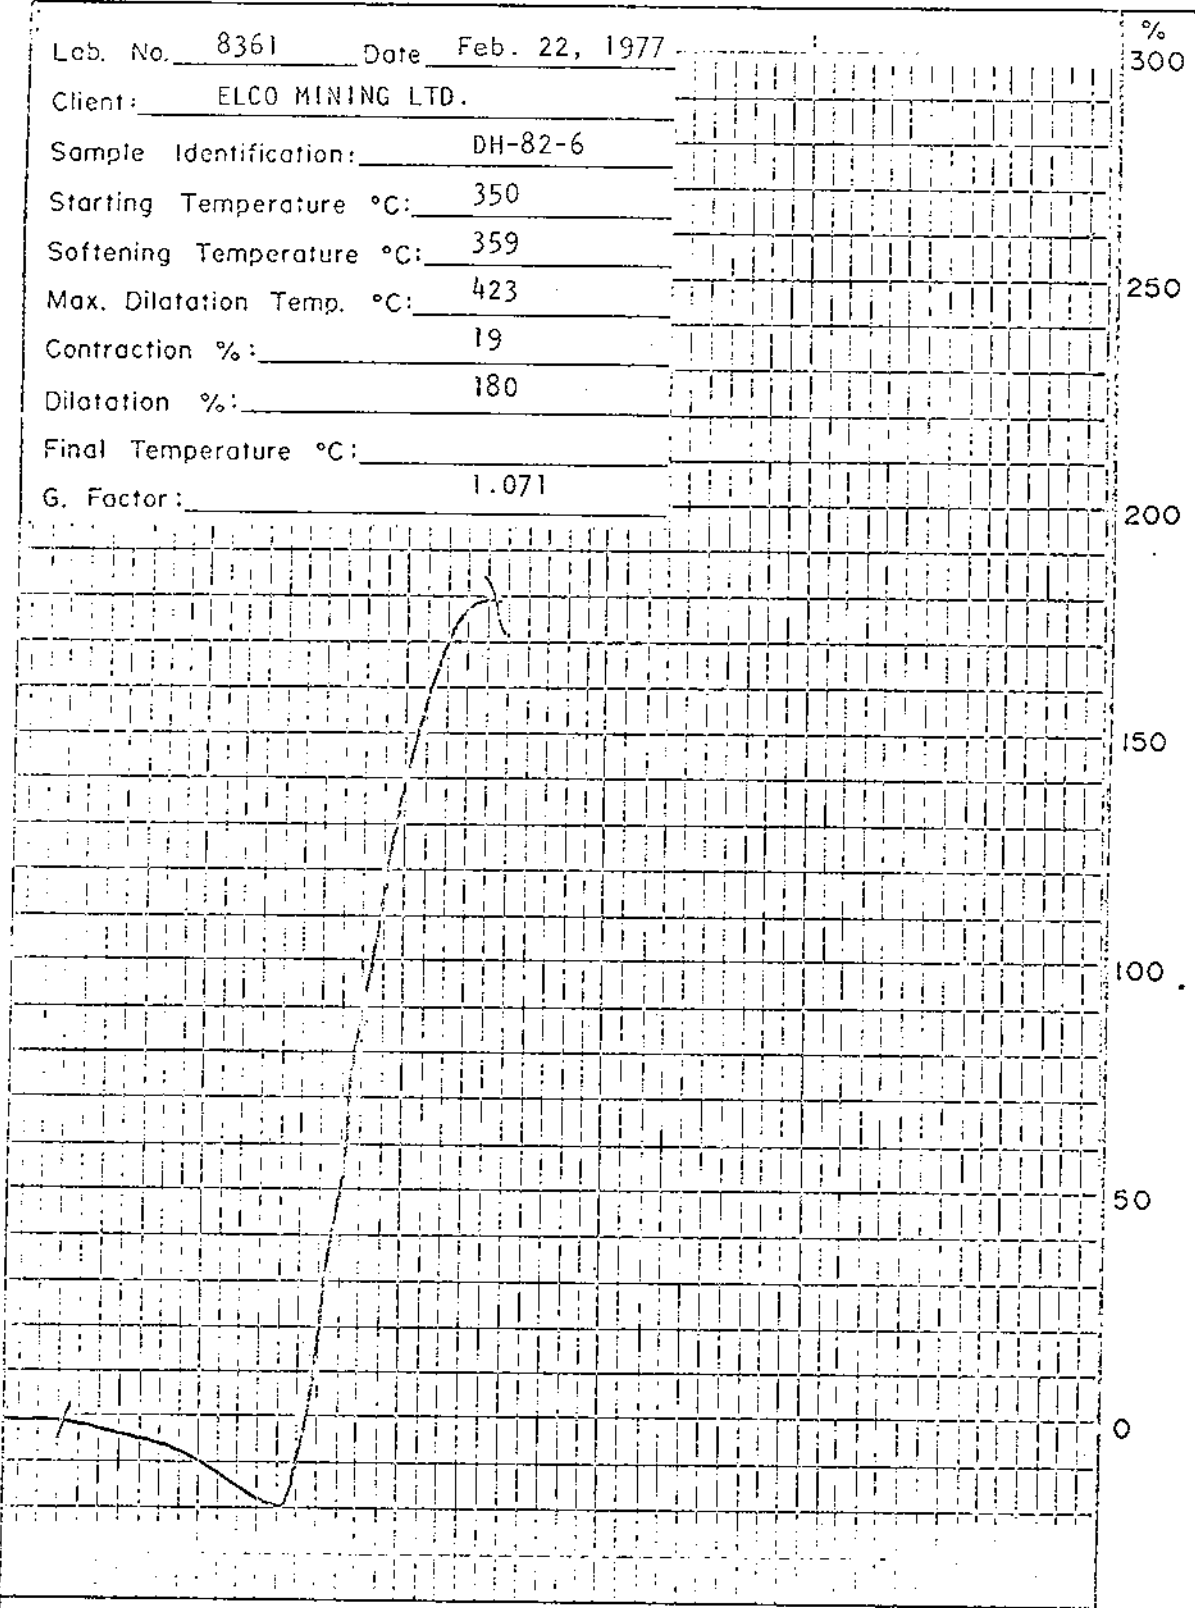 Lab. No. 8361 Date Feb. 22, 1977
Client: ELCO MINING LTD.
Sample Identification: DH-82-6
Starting Temperature °C: 350
Softening Temperature °C: 359
Max. Dilatation Temp. °C: 423
Contraction %: 19
Dilatation %: 180
Final Temperature °C:
G. Factor: 1.071
%
300
250
200
150
100
50
0